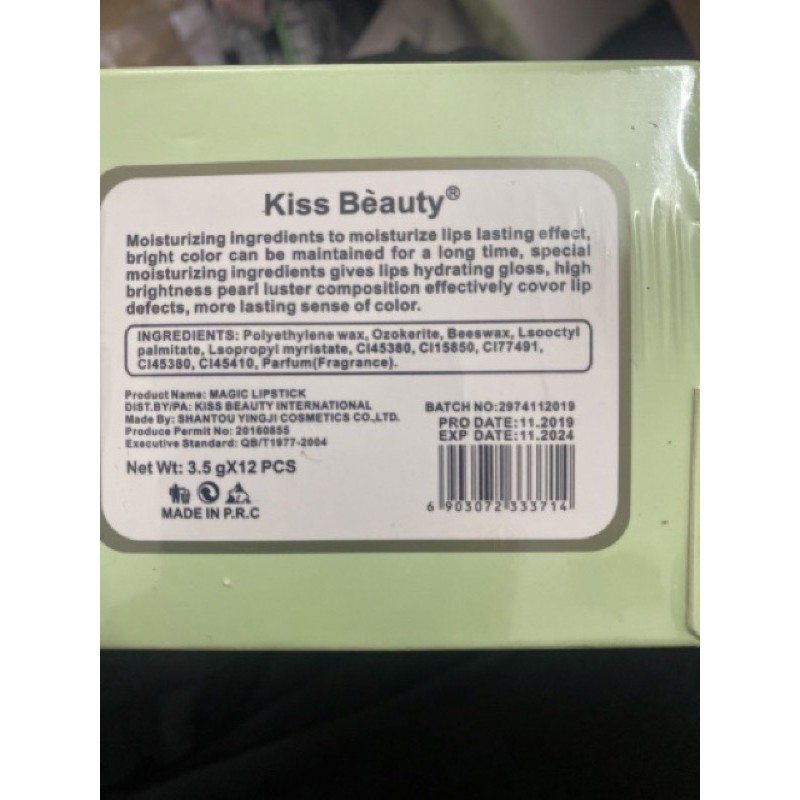 Kiss Bèauty®
Moisturizing ingredients to moisturize lips lasting effect,
bright color can be maintained for a long time, special
moisturizing ingredients gives lips hydrating gloss, high
brightness pearl luster composition effectively covor lip
defects, more lasting sense of color.
INGREDIENTS: Polyethylene wax, Ozokerite, Beeswax, Lsooctyl
palmitate, Lsopropyl myristate, CI45380, CI15850, CI77491,
CI45380, CI45410, Parfum(Fragrance).
Product Name: MAGIC LIPSTICK
DIST.BY/PA: KISS BEAUTY INTERNATIONAL
Made By: SHANTOU YINGJI COSMETICS CO.,LTD.
Produce Permit No: 20160855
Executive Standard: QB/T1977-2004
Net Wt: 3.5 gX12 PCS
MADE IN P.R.C
BATCH NO:2974112019
PRO DATE:11.2019
EXP DATE:11.2024
6 903072 333714